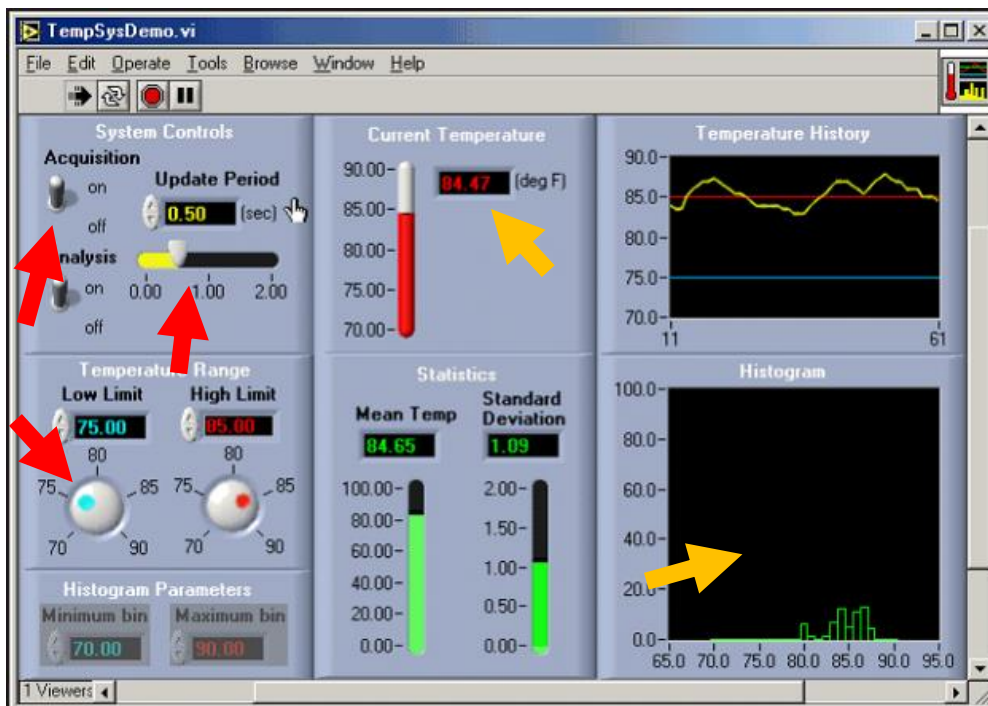 TempSysDemo.vi
File Edit Operate Tools Browse Window Help
System Controls
Acquisition
on
off
Update Period
0.50 (sec)
nalysis
on
off
0.00 1.00 2.00
Current Temperature
90.00
85.00
80.00
75.00
70.00
84.47 (deg F)
Temperature History
90.0
85.0
80.0
75.0
70.0
11 61
Temperature Range
Low Limit High Limit
75.00 85.00
80 80
75 85 75 85
70 90 70 90
Statistics
Mean Temp Standard Deviation
84.65 1.09
100.00 2.00
80.00 1.50
60.00 1.00
40.00 0.50
20.00 0.00
0.00
Histogram
100.0
80.0
60.0
40.0
20.0
0.0
65.0 70.0 75.0 80.0 85.0 90.0 95.0
Histogram Parameters
Minimum bin Maximum bin
70.00 90.00
1 Viewers